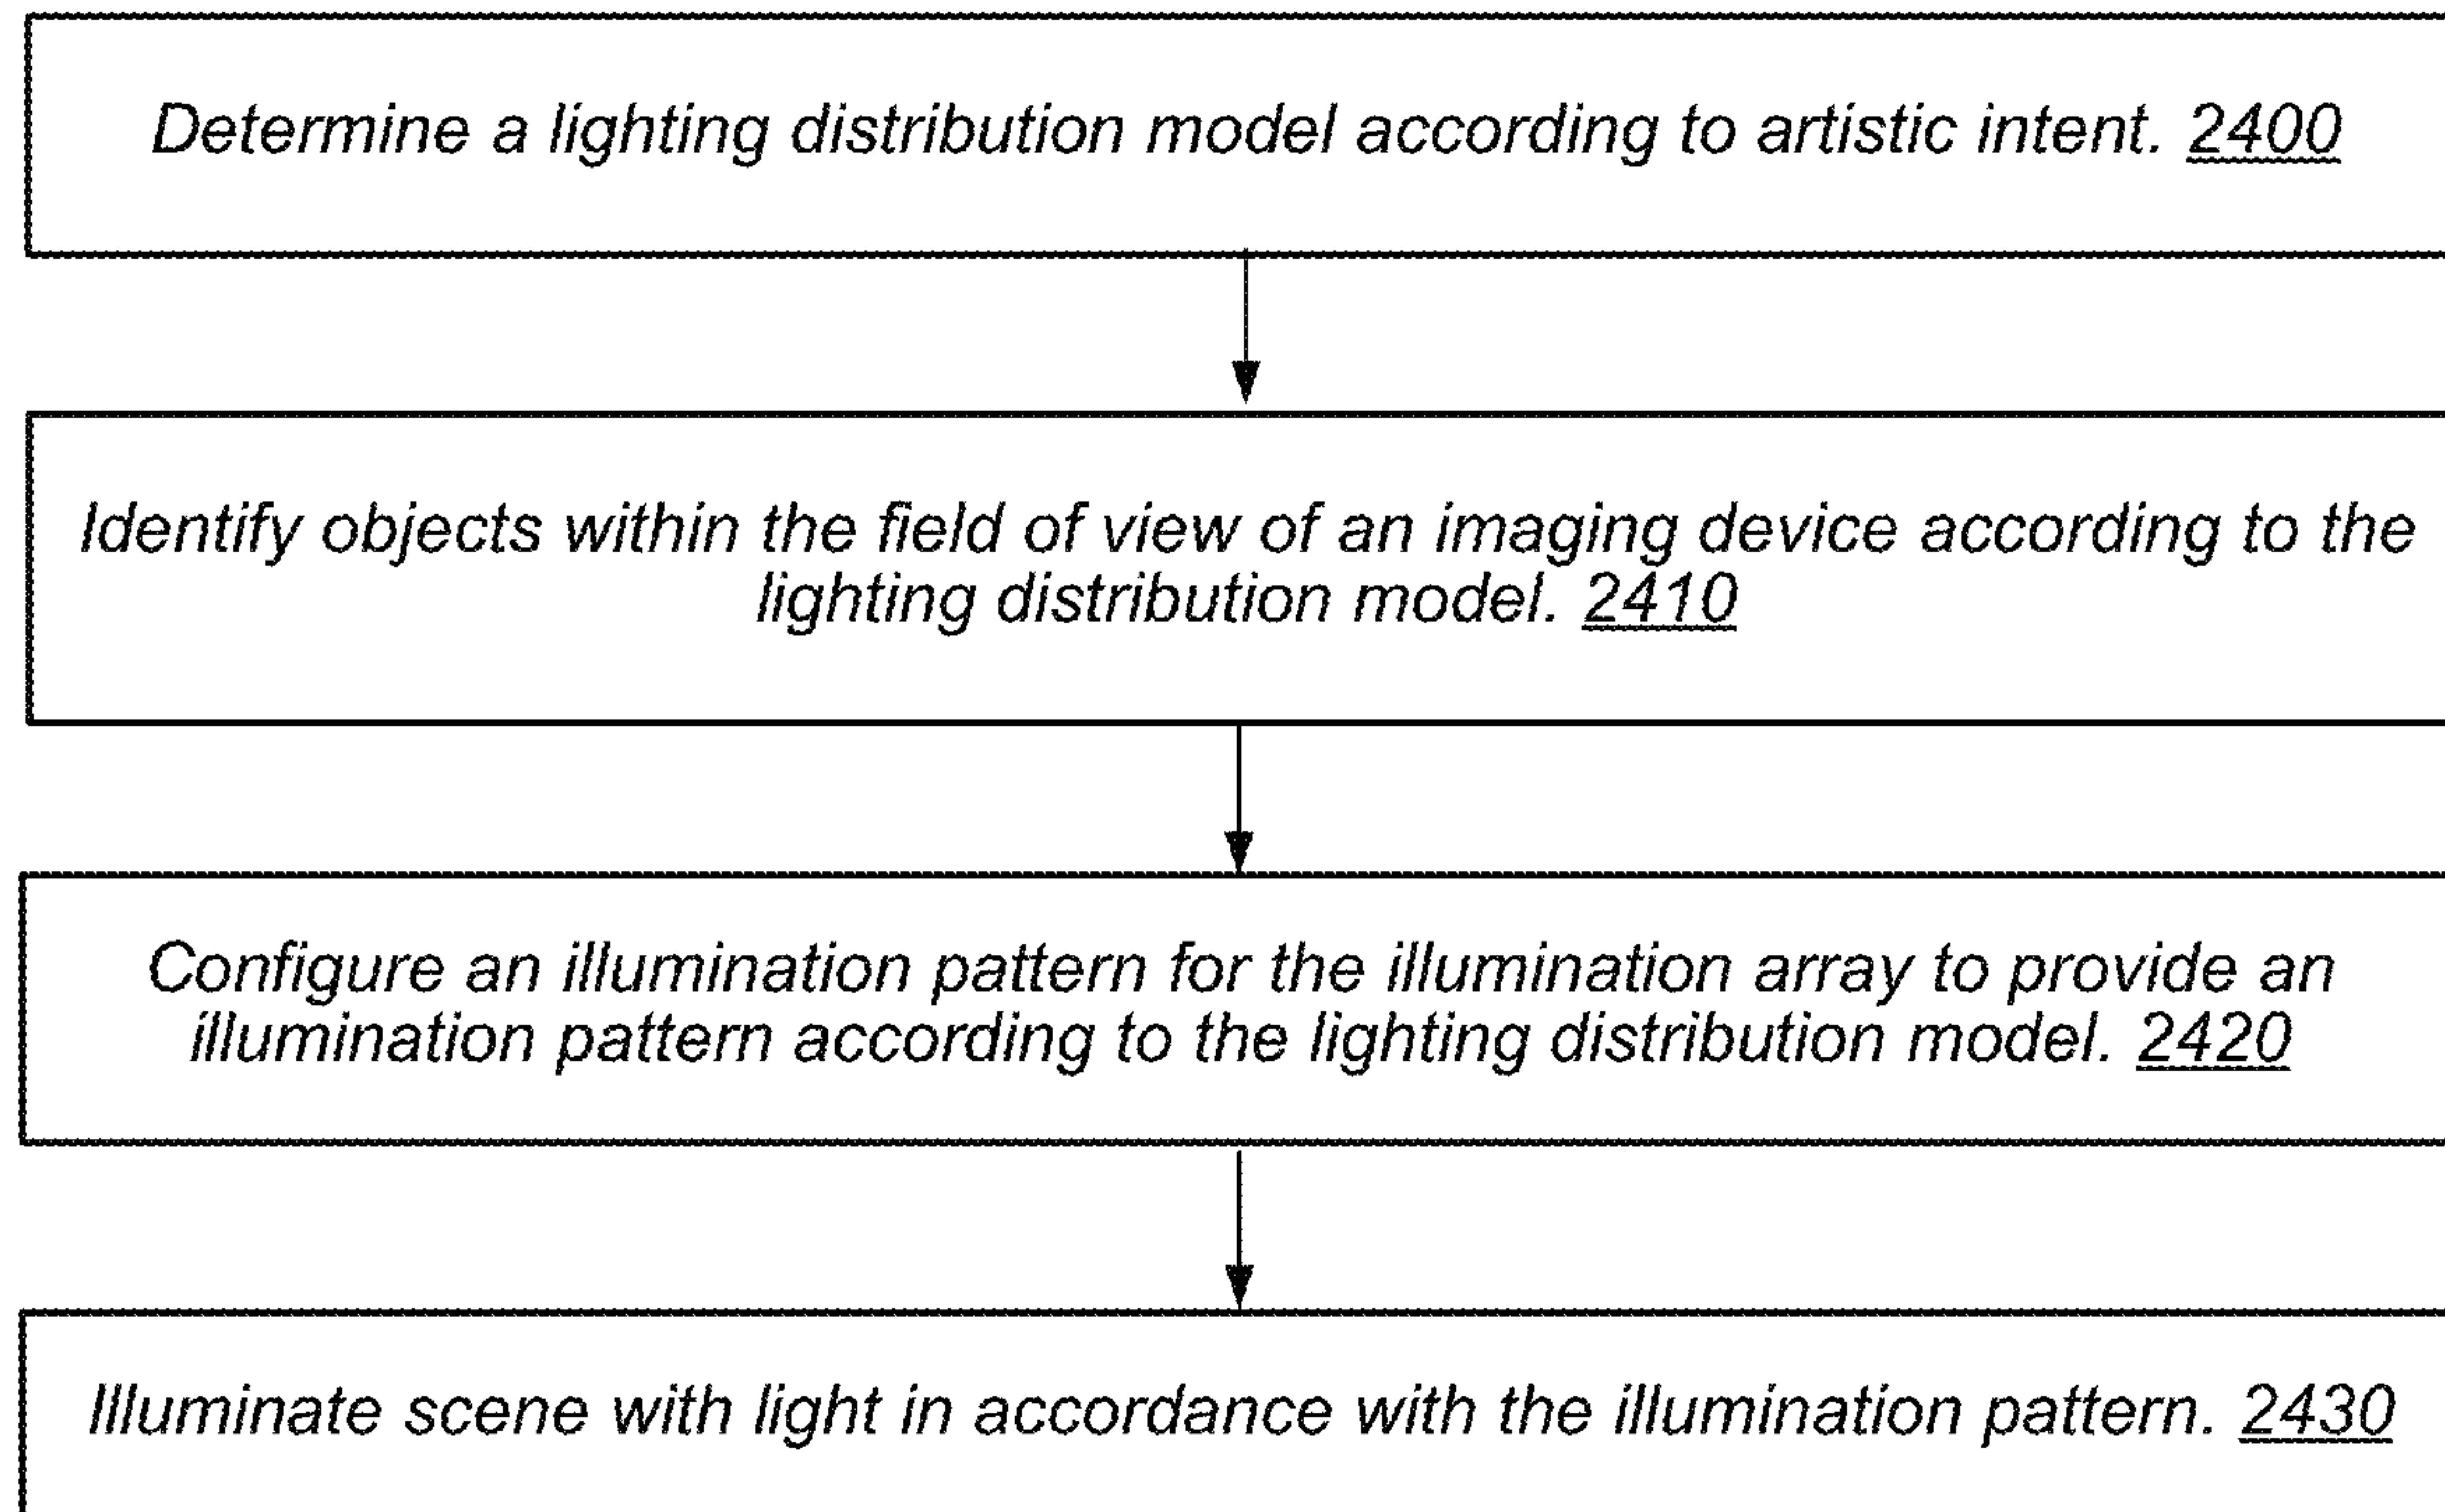 Determine a lighting distribution model according to artistic intent. 2400
Identify objects within the field of view of an imaging device according to the
lighting distribution model. 2410
Configure an illumination pattern for the illumination array to provide an
illumination pattern according to the lighting distribution model. 2420
Illuminate scene with light in accordance with the illumination pattern. 2430